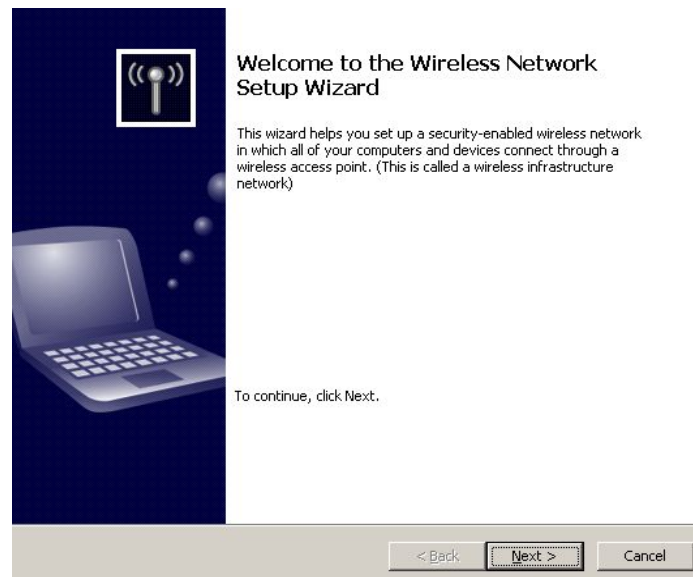 Welcome to the Wireless Network
Setup Wizard
This wizard helps you set up a security-enabled wireless network
in which all of your computers and devices connect through a
wireless access point. (This is called a wireless infrastructure
network)
To continue, click Next.
< Back
Next >
Cancel